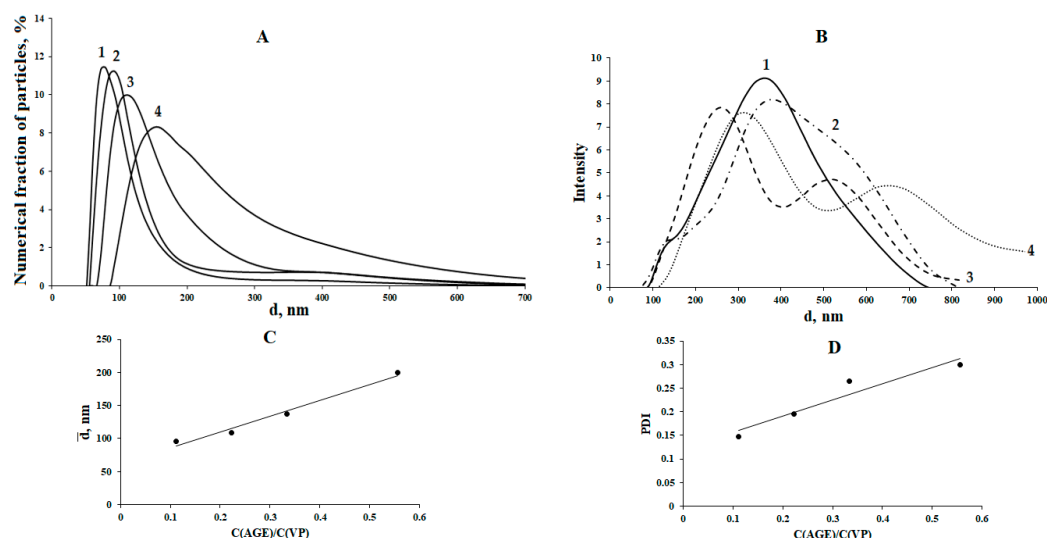 A
Numerical fraction of particles, %
14
12
10
8
6
4
2
0
1
2
3
4
0 100 200 300 400 500 600 700
d, nm
B
Intensity
10
9
8
7
6
5
4
3
2
1
0
1
2
3
4
0 100 200 300 400 500 600 700 800 900 1000
d, nm
C
d̅, nm
250
200
150
100
50
0
0 0.1 0.2 0.3 0.4 0.5 0.6
C(AGE)/C(VP)
D
PDI
0.35
0.3
0.25
0.2
0.15
0.1
0.05
0
0 0.1 0.2 0.3 0.4 0.5 0.6
C(AGE)/C(VP)